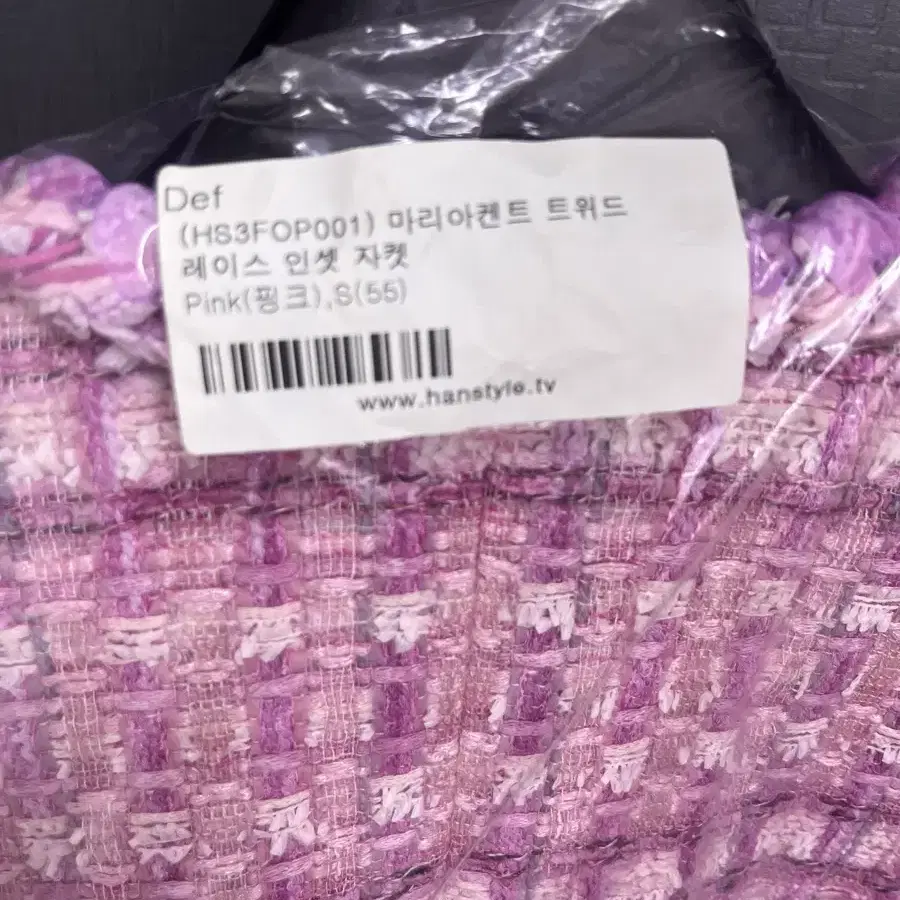 Def
(HS3FOP001) 마리아켄트 트위드
레이스 인셋 자켓
Pink(핑크),S(55)
www.hanstyle.tv